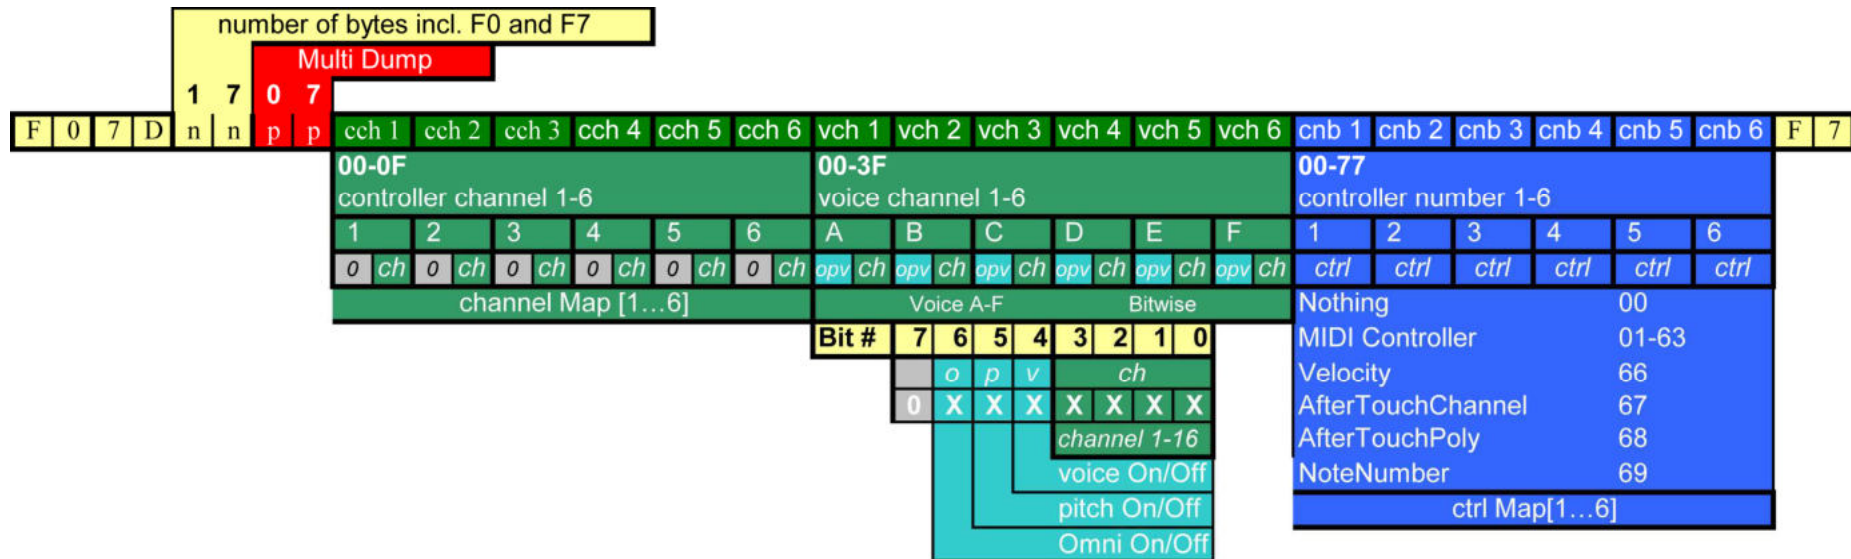 number of bytes incl. F0 and F7
Multi Dump
1 7 0 7
F 0 7 D n n p p cch 1 cch 2 cch 3 cch 4 cch 5 cch 6 vch 1 vch 2 vch 3 vch 4 vch 5 vch 6 cnb 1 cnb 2 cnb 3 cnb 4 cnb 5 cnb 6 F 7
00-0F 00-3F 00-77
controller channel 1-6 voice channel 1-6 controller number 1-6
1 2 3 4 5 6 A B C D E F 1 2 3 4 5 6
0 ch 0 ch 0 ch 0 ch 0 ch 0 ch opv ch opv ch opv ch opv ch opv ch opv ch ctrl ctrl ctrl ctrl ctrl ctrl
channel Map [1...6] Voice A-F Bitwise Nothing 00
Bit # 7 6 5 4 3 2 1 0 MIDI Controller 01-63
o p v ch Velocity 66
0 X X X X X X X AfterTouchChannel 67
channel 1-16 AfterTouchPoly 68
voice On/Off NoteNumber 69
pitch On/Off ctrl Map[1...6]
Omni On/Off